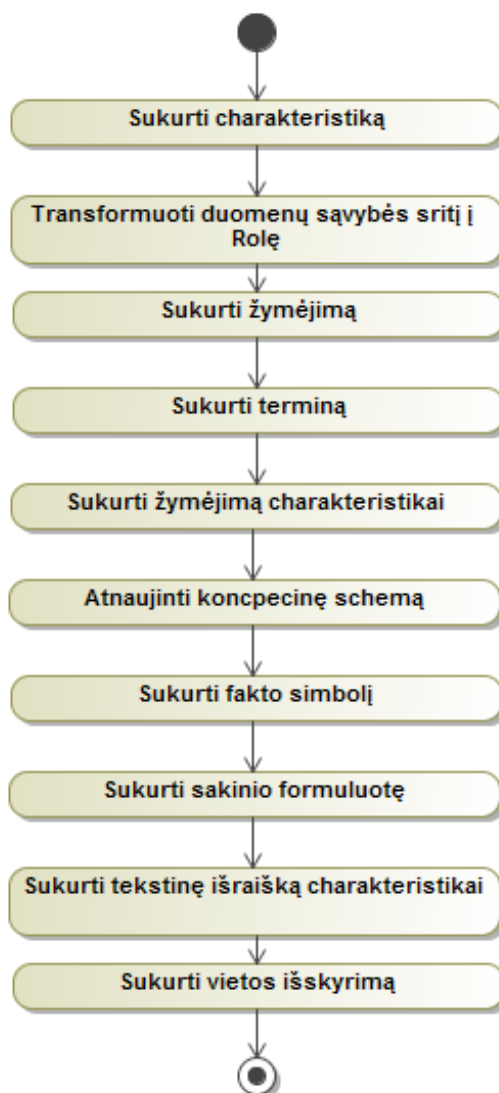 Sukurti charakteristiką
Transformuoti duomenų sąvybės sritį į
Rolę
Sukurti žymėjimą
Sukurti terminą
Sukurti žymėjimą charakteristikai
Atnaujinti koncpecinę schemą
Sukurti fakto simbolį
Sukurti sakinio formuluotę
Sukurti tekstinę išraišką charakteristikai
Sukurti vietos išskyrimą